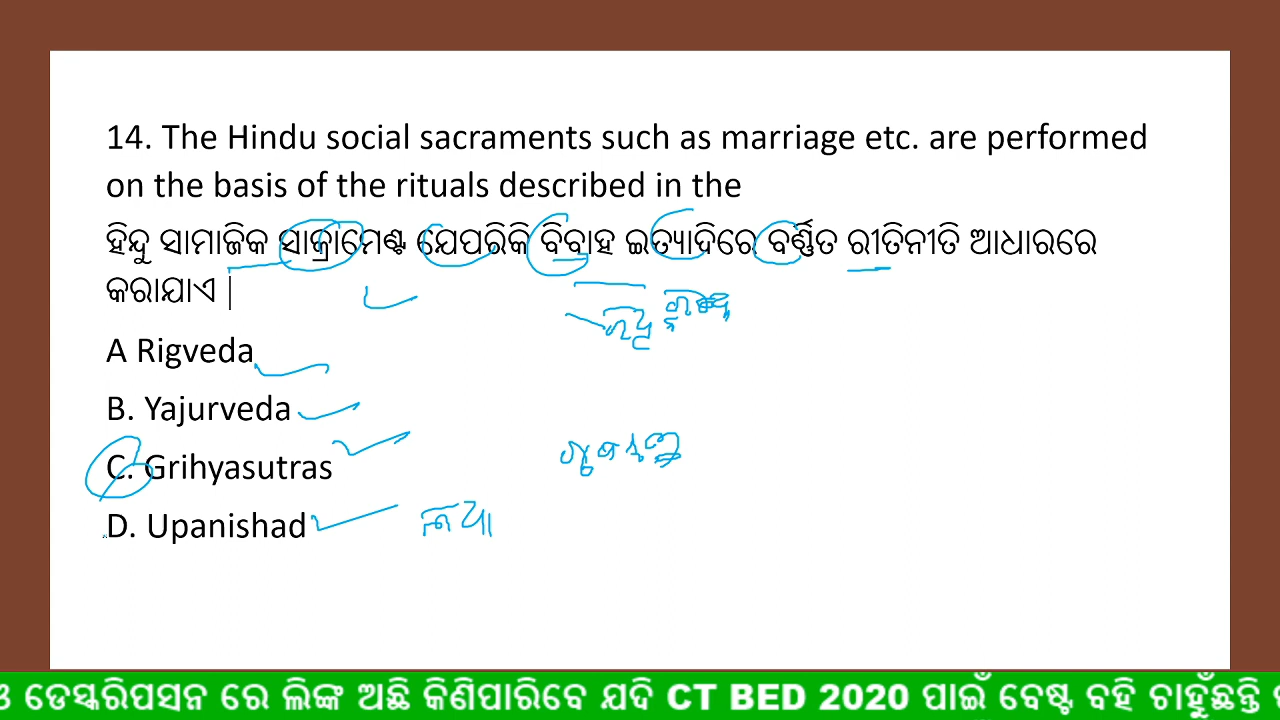 14. The Hindu social sacraments such as marriage etc. are performed
on the basis of the rituals described in the
ହିନ୍ଦୁ ସାମାଜିକ ସାକ୍ରାମେଣ୍ଟ ଯେପରିକି ବିବାହ ଇତ୍ୟାଦିରେ ବର୍ଣ୍ଣିତ ରୀତିନୀତି ଆଧାରରେ
କରାଯାଏ |
A Rigveda
B. Yajurveda
C. Grihyasutras
D. Upanishad
ଓ ଡେସ୍କରିପସନ ରେ ଲିଙ୍କ ଅଛି କିଣିପାରିବେ ଯଦି CT BED 2020 ପାଇଁ ବେଷ୍ଟ ବହି ଚାହୁଁଛନ୍ତି